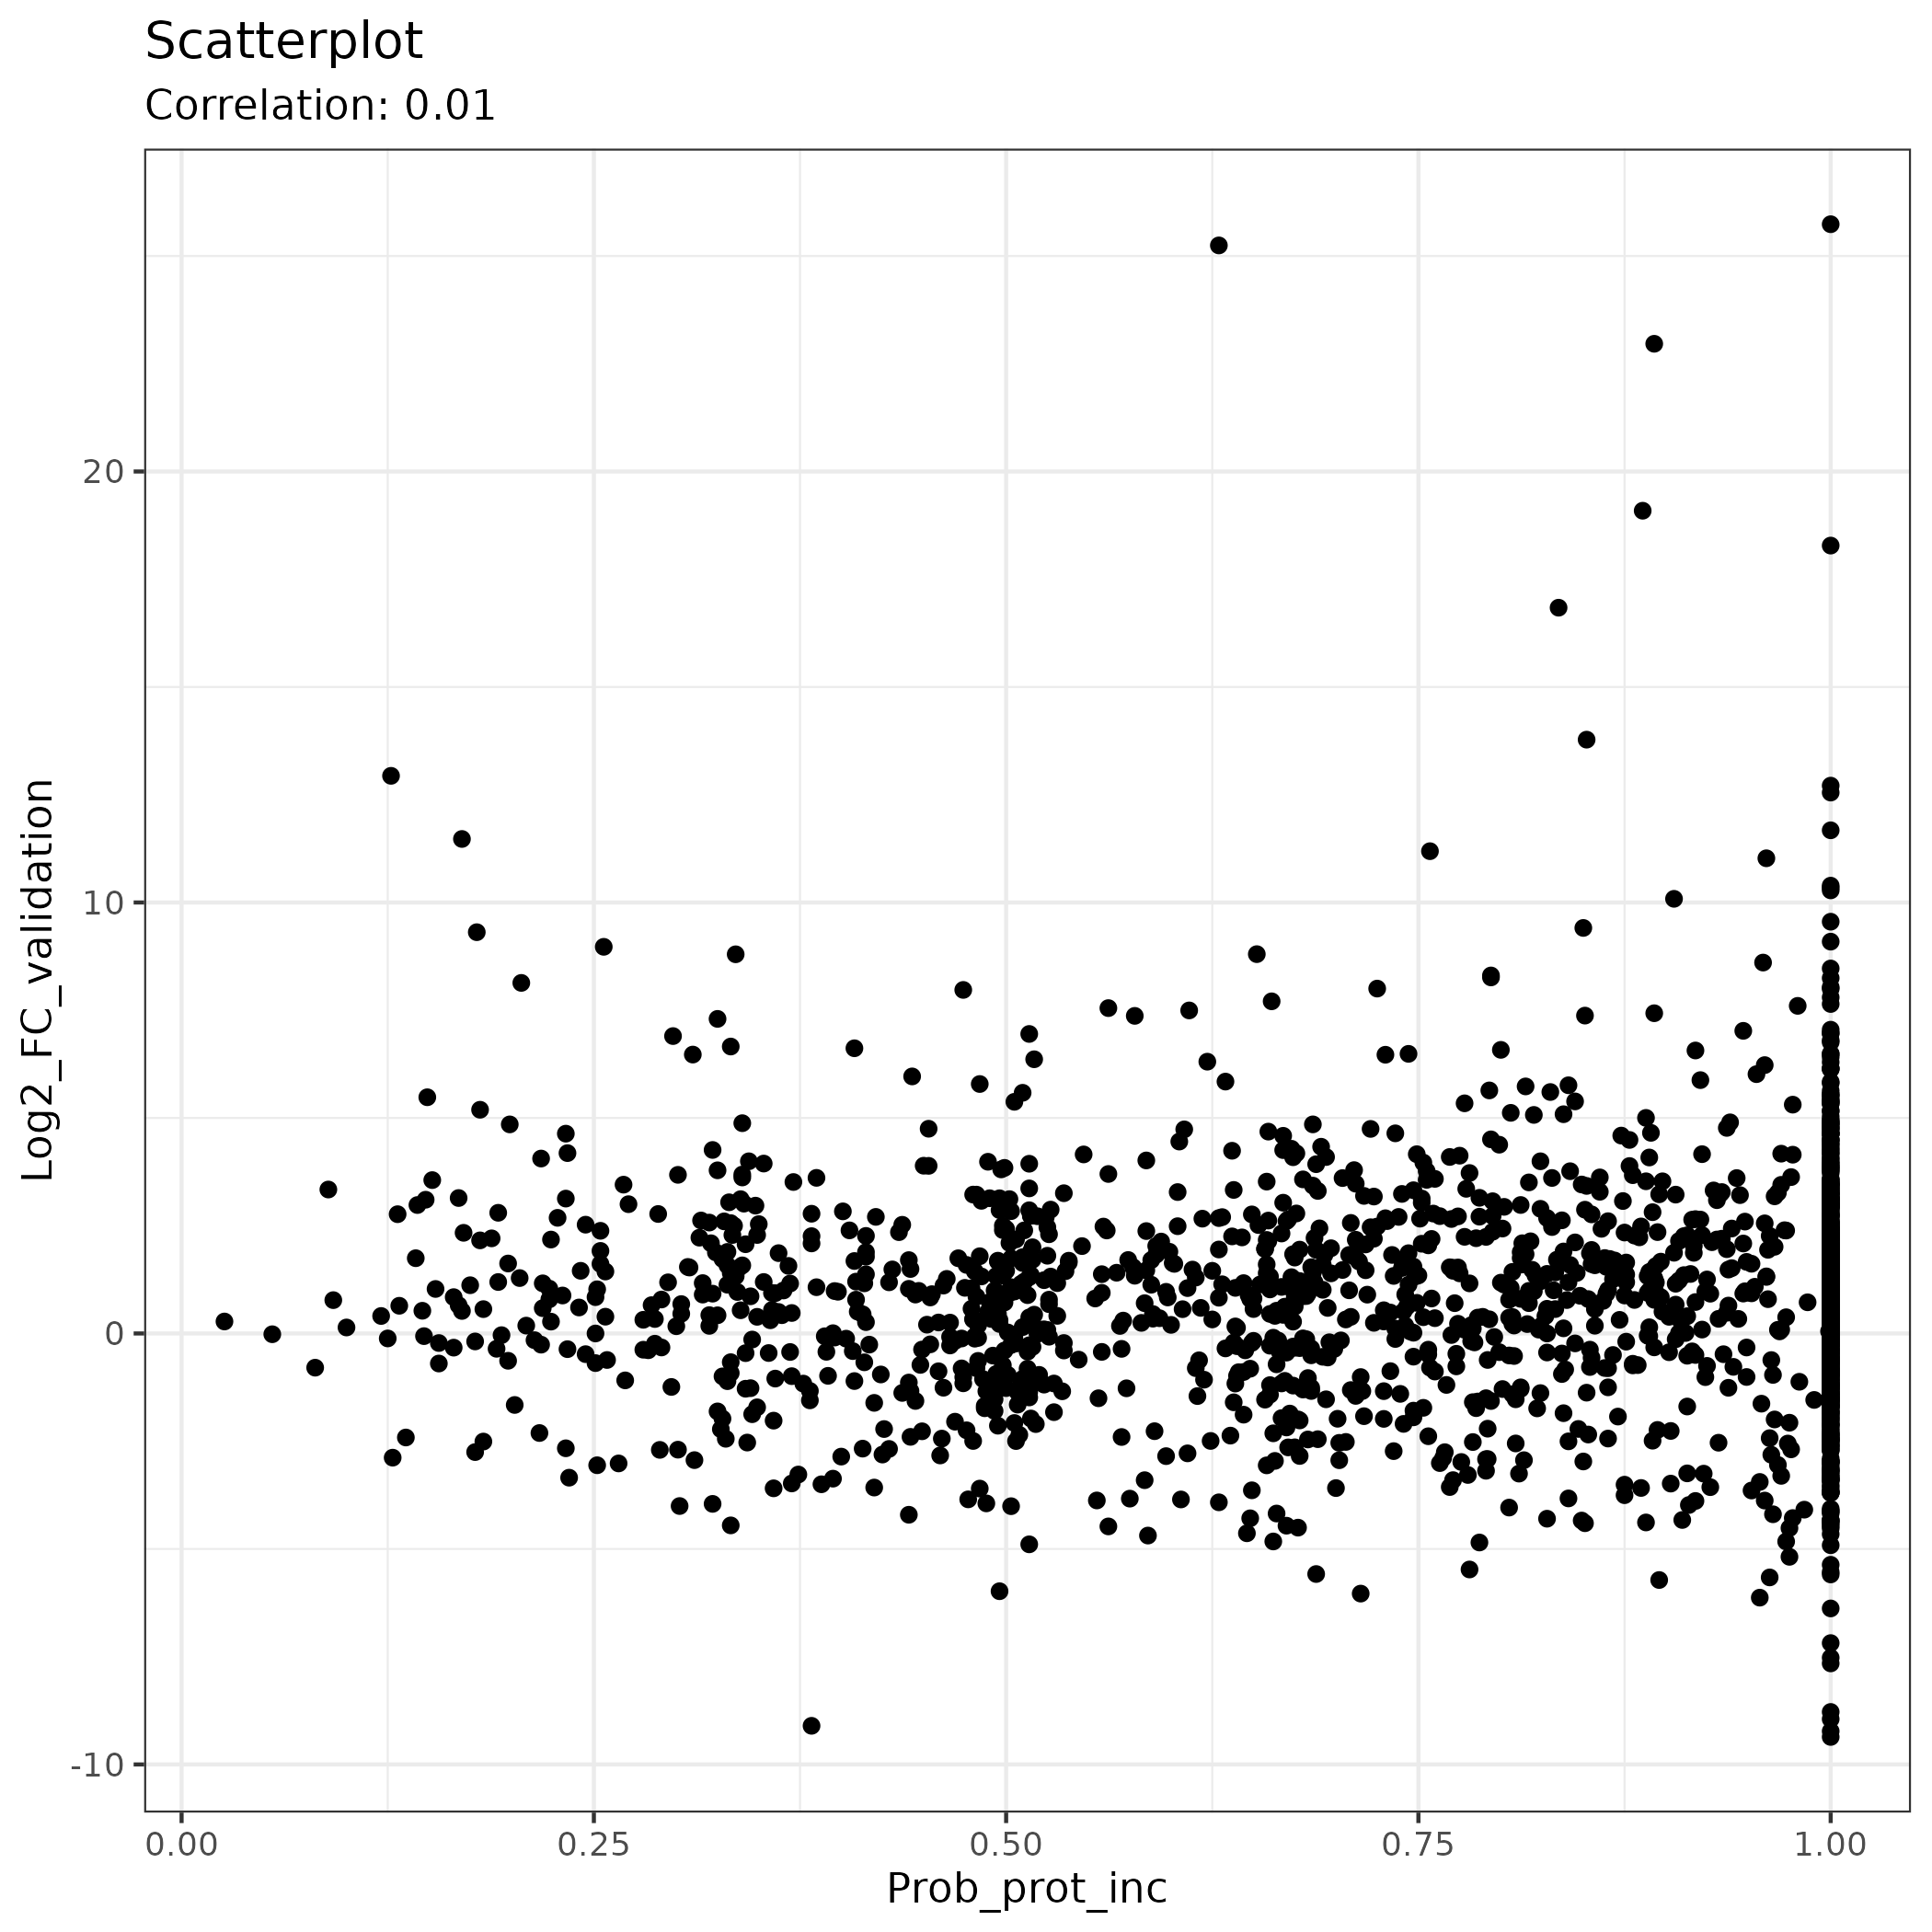 Scatterplot
Correlation: 0.01
Log2_FC_validation
20
10
0
-10
0.00 0.25 0.50 0.75 1.00
Prob_prot_inc